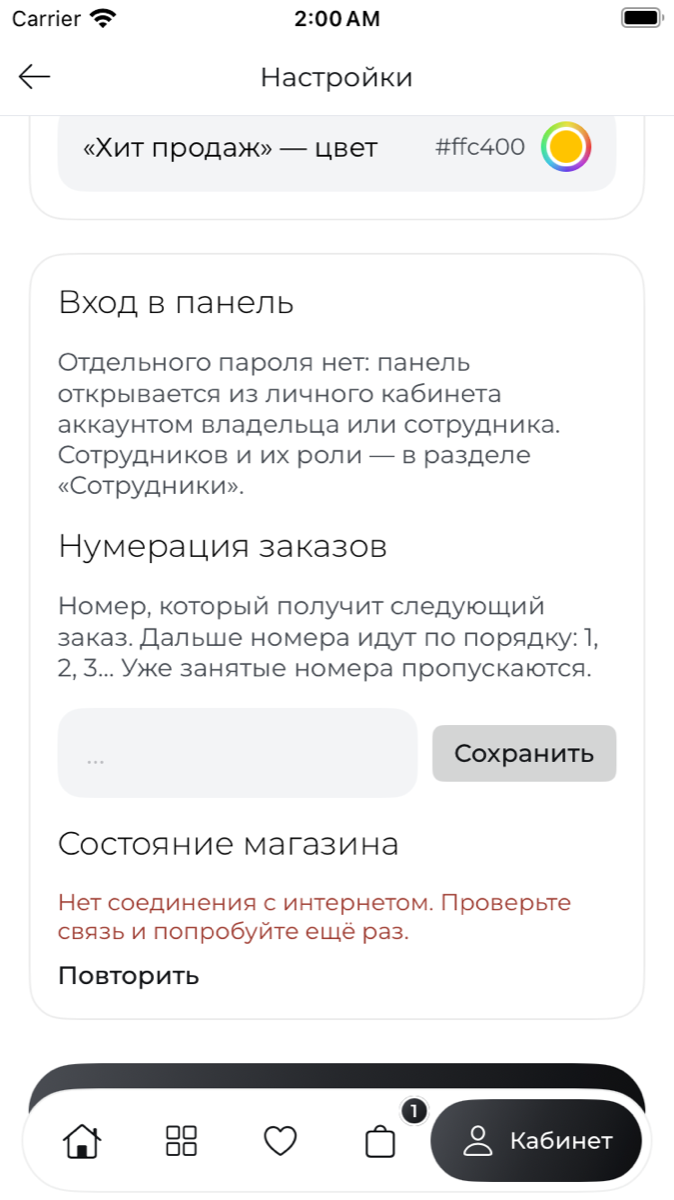 Carrier
2:00 AM
Настройки
«Хит продаж» — цвет
#ffc400
Вход в панель
Отдельного пароля нет: панель
открывается из личного кабинета
аккаунтом владельца или сотрудника.
Сотрудников и их роли — в разделе
«Сотрудники».
Нумерация заказов
Номер, который получит следующий
заказ. Дальше номера идут по порядку: 1,
2, 3... Уже занятые номера пропускаются.
...
Сохранить
Состояние магазина
Нет соединения с интернетом. Проверьте
связь и попробуйте ещё раз.
Повторить
1
Кабинет